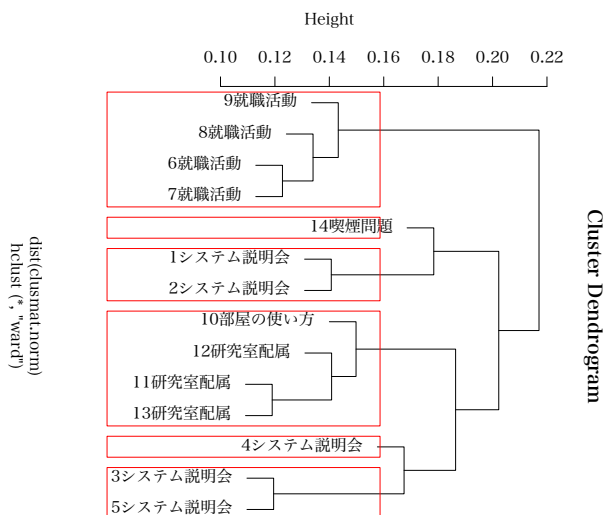 Height
0.10 0.12 0.14 0.16 0.18 0.20 0.22
9就職活動
8就職活動
6就職活動
7就職活動
14喫煙問題
1システム説明会
2システム説明会
10部屋の使い方
12研究室配属
11研究室配属
13研究室配属
4システム説明会
3システム説明会
5システム説明会
Cluster Dendrogram
dist(clusmat.norm)
hclust (*, "ward")